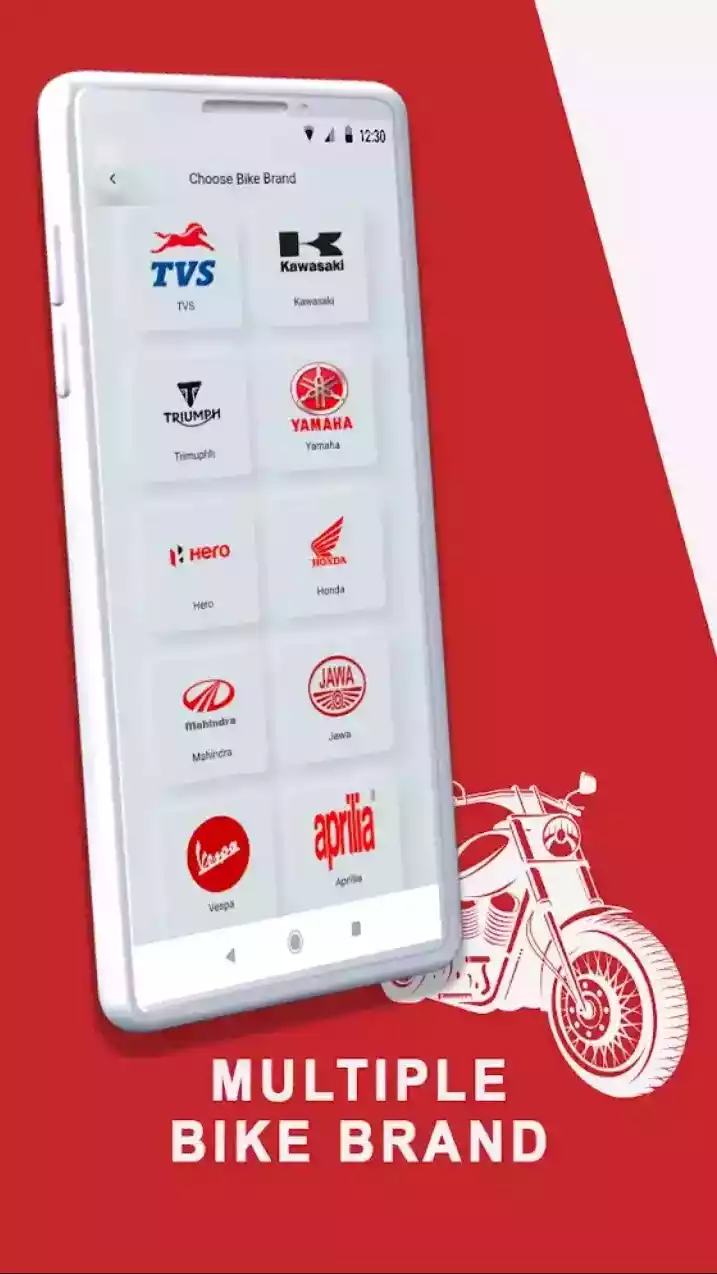 12:30
Choose Bike Brand
TVS
Kawasaki
TVS
Kawasaki
TRIUMPH
YAMAHA
Trimuphh
Yamaha
Hero
HONDA
Hero
Honda
Mahindra
JAWA
Mahindra
Jawa
Vespa
aprilia
Vespa
Aprilia
MULTIPLE
BIKE BRAND